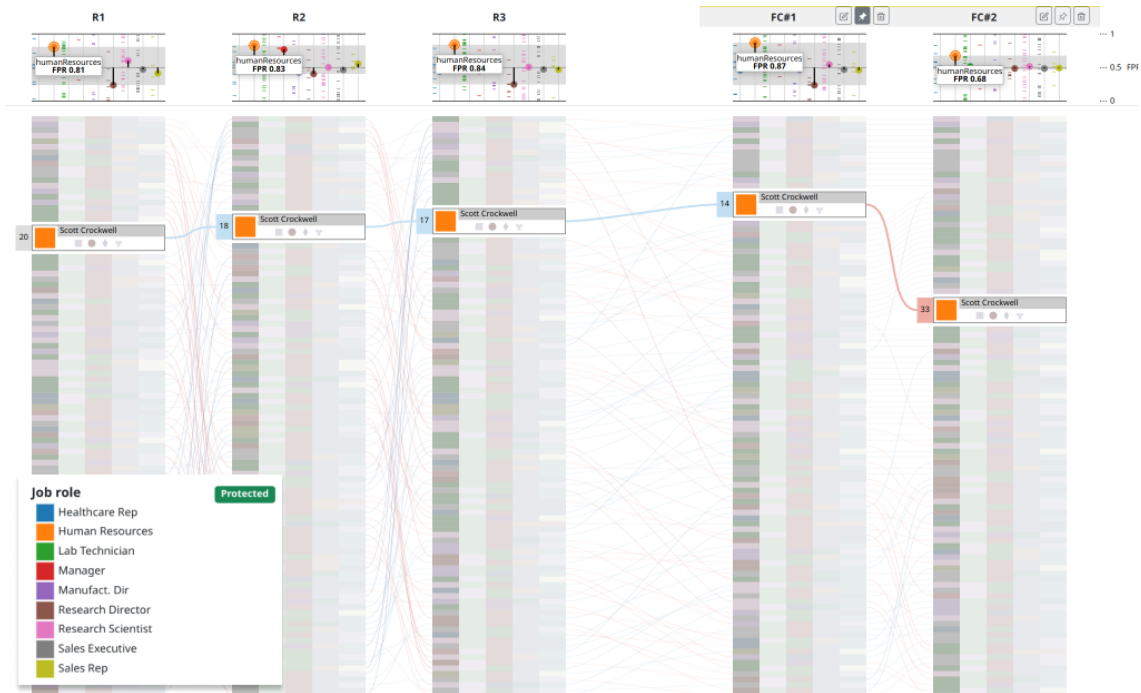 R1
R2
R3
FC#1
FC#2
humanResources
FPR 0.81
humanResources
FPR 0.83
humanResources
FPR 0.84
humanResources
FPR 0.87
humanResources
FPR 0.68
1
0.5 FPR
0
20
Scott Crockwell
18
Scott Crockwell
17
Scott Crockwell
14
Scott Crockwell
33
Scott Crockwell
Job role
Protected
Healthcare Rep
Human Resources
Lab Technician
Manager
Manufact. Dir
Research Director
Research Scientist
Sales Executive
Sales Rep